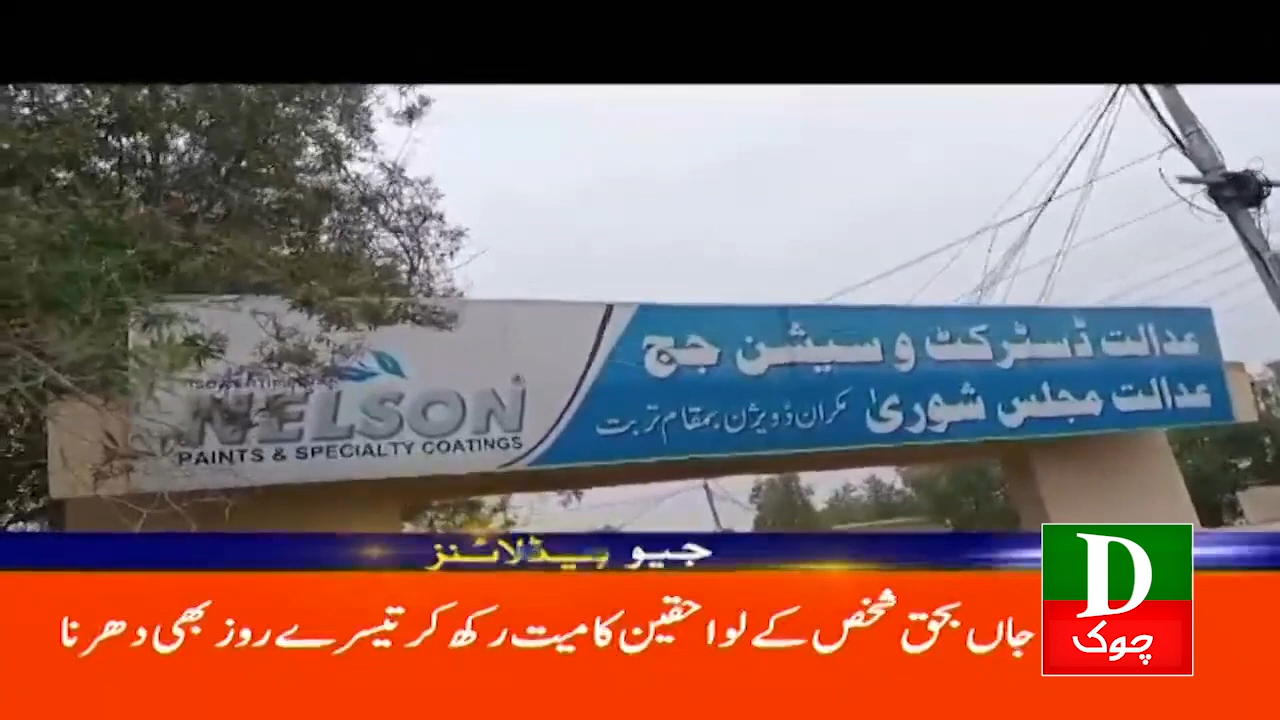 NELSON®
PAINTS & SPECIALTY COATINGS
عدالت ڈسٹرکٹ و سیشن جج
عدالت مجلس شوریٰ مکران ڈویژن بمقام تربت
جیو ہیڈلائنز
جاں بحق شخص کے لواحقین کا میت رکھ کر تیسرے روز بھی دھرنا
D
چوک